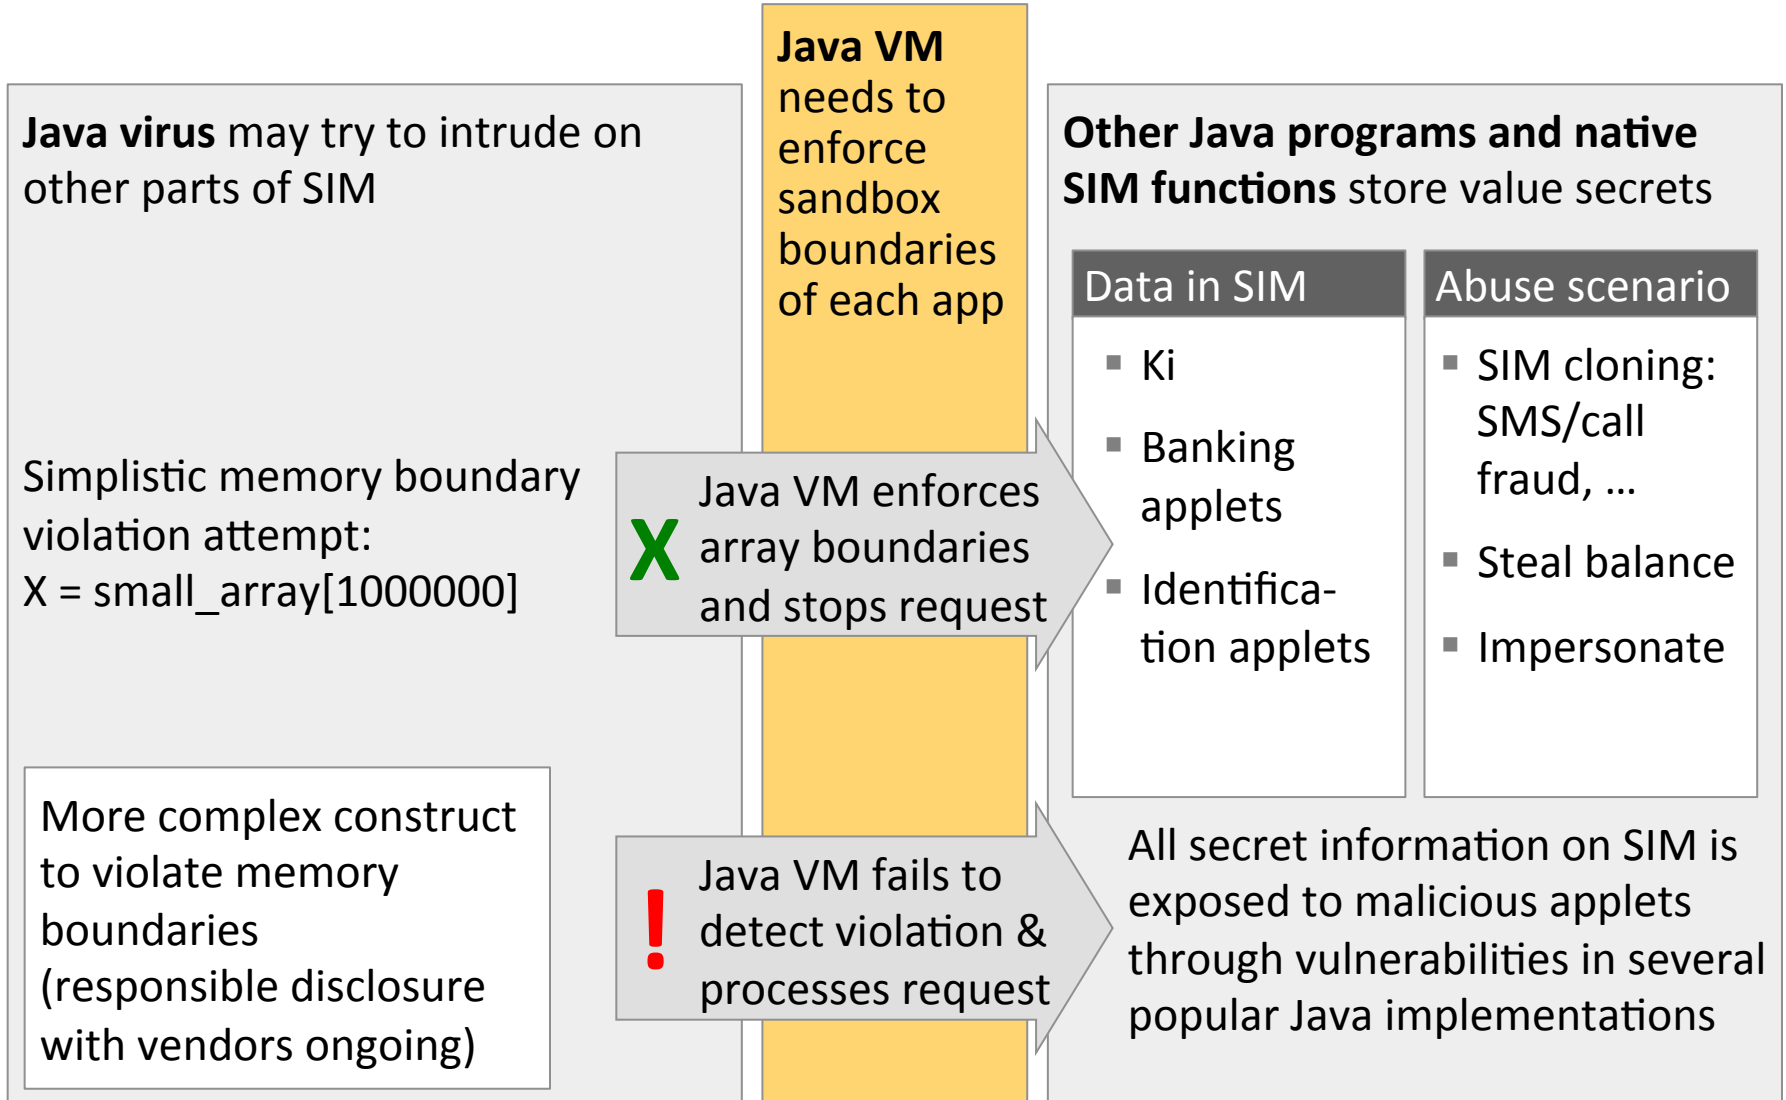 Java virus may try to intrude on
other parts of SIM
Simplistic memory boundary
violation attempt:
X = small_array[1000000]
More complex construct
to violate memory
boundaries
(responsible disclosure
with vendors ongoing)
Java VM
needs to
enforce
sandbox
boundaries
of each app
X
Java VM enforces
array boundaries
and stops request
!
Java VM fails to
detect violation &
processes request
Other Java programs and native
SIM functions store value secrets
Data in SIM
▪ Ki
▪ Banking
applets
▪ Identifica-
tion applets
Abuse scenario
▪ SIM cloning:
SMS/call
fraud, …
▪ Steal balance
▪ Impersonate
All secret information on SIM is
exposed to malicious applets
through vulnerabilities in several
popular Java implementations